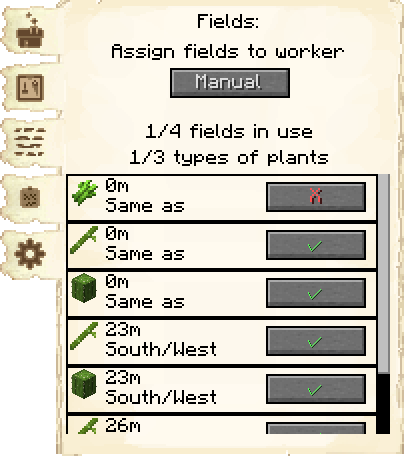 Fields:
Assign fields to worker
Manual
1/4 fields in use
1/3 types of plants
0m
Same as
0m
Same as
0m
Same as
23m
South/West
23m
South/West
26m